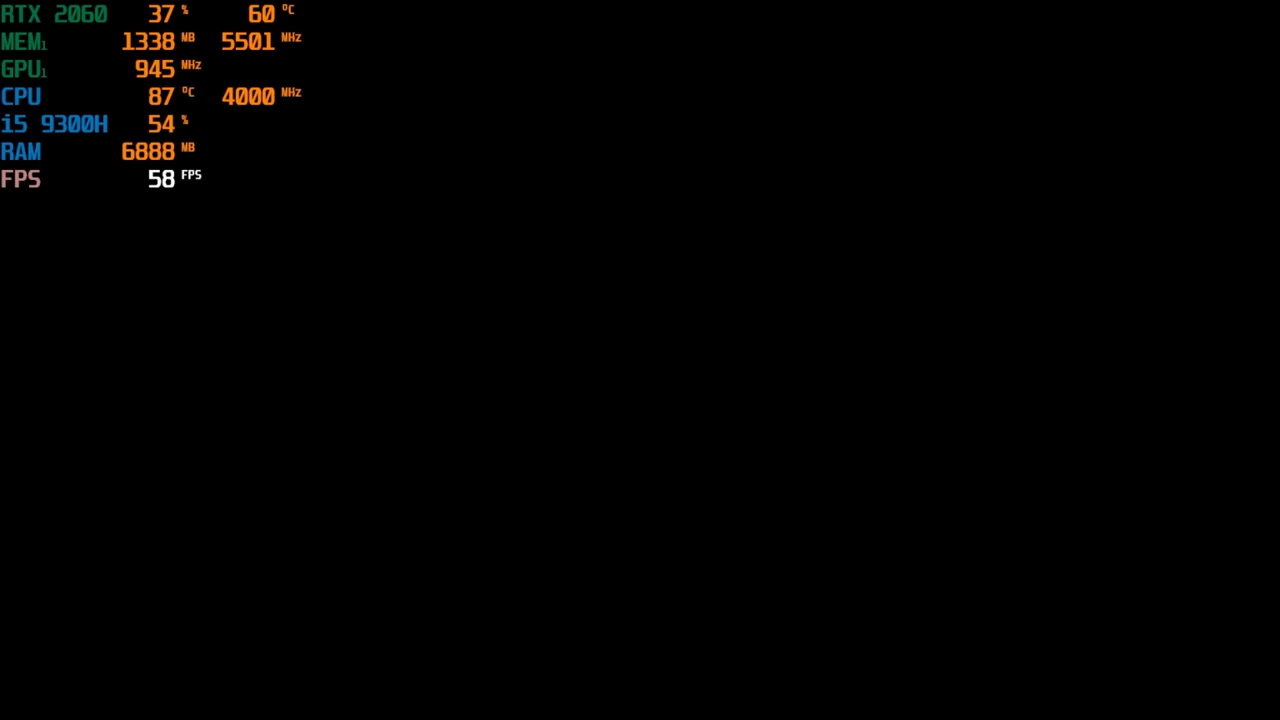 RTX 2060 37 % 60 °C
MEM1 1338 MB 5501 MHz
GPU1 945 MHz
CPU 87 °C 4000 MHz
i5 9300H 54 %
RAM 6888 MB
FPS 58 FPS